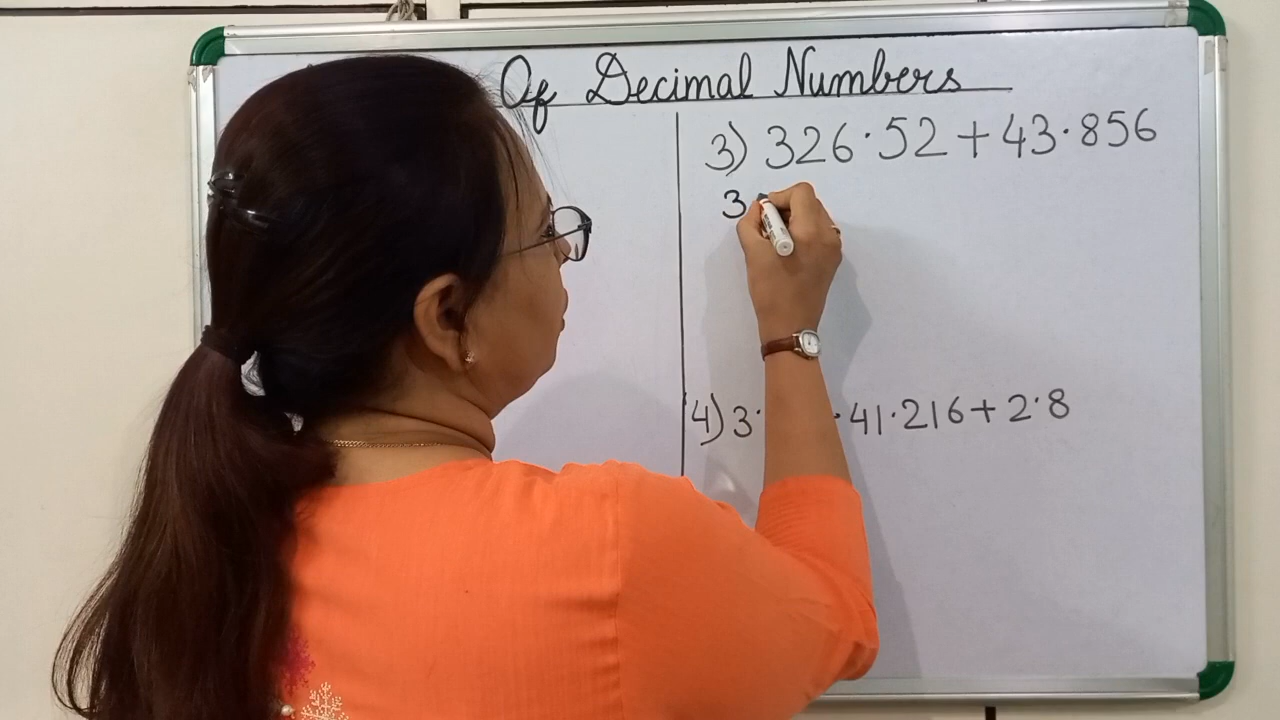 Of Decimal Numbers
3) 326·52 + 43·856
3
4) 3· ·41·216 + 2·8